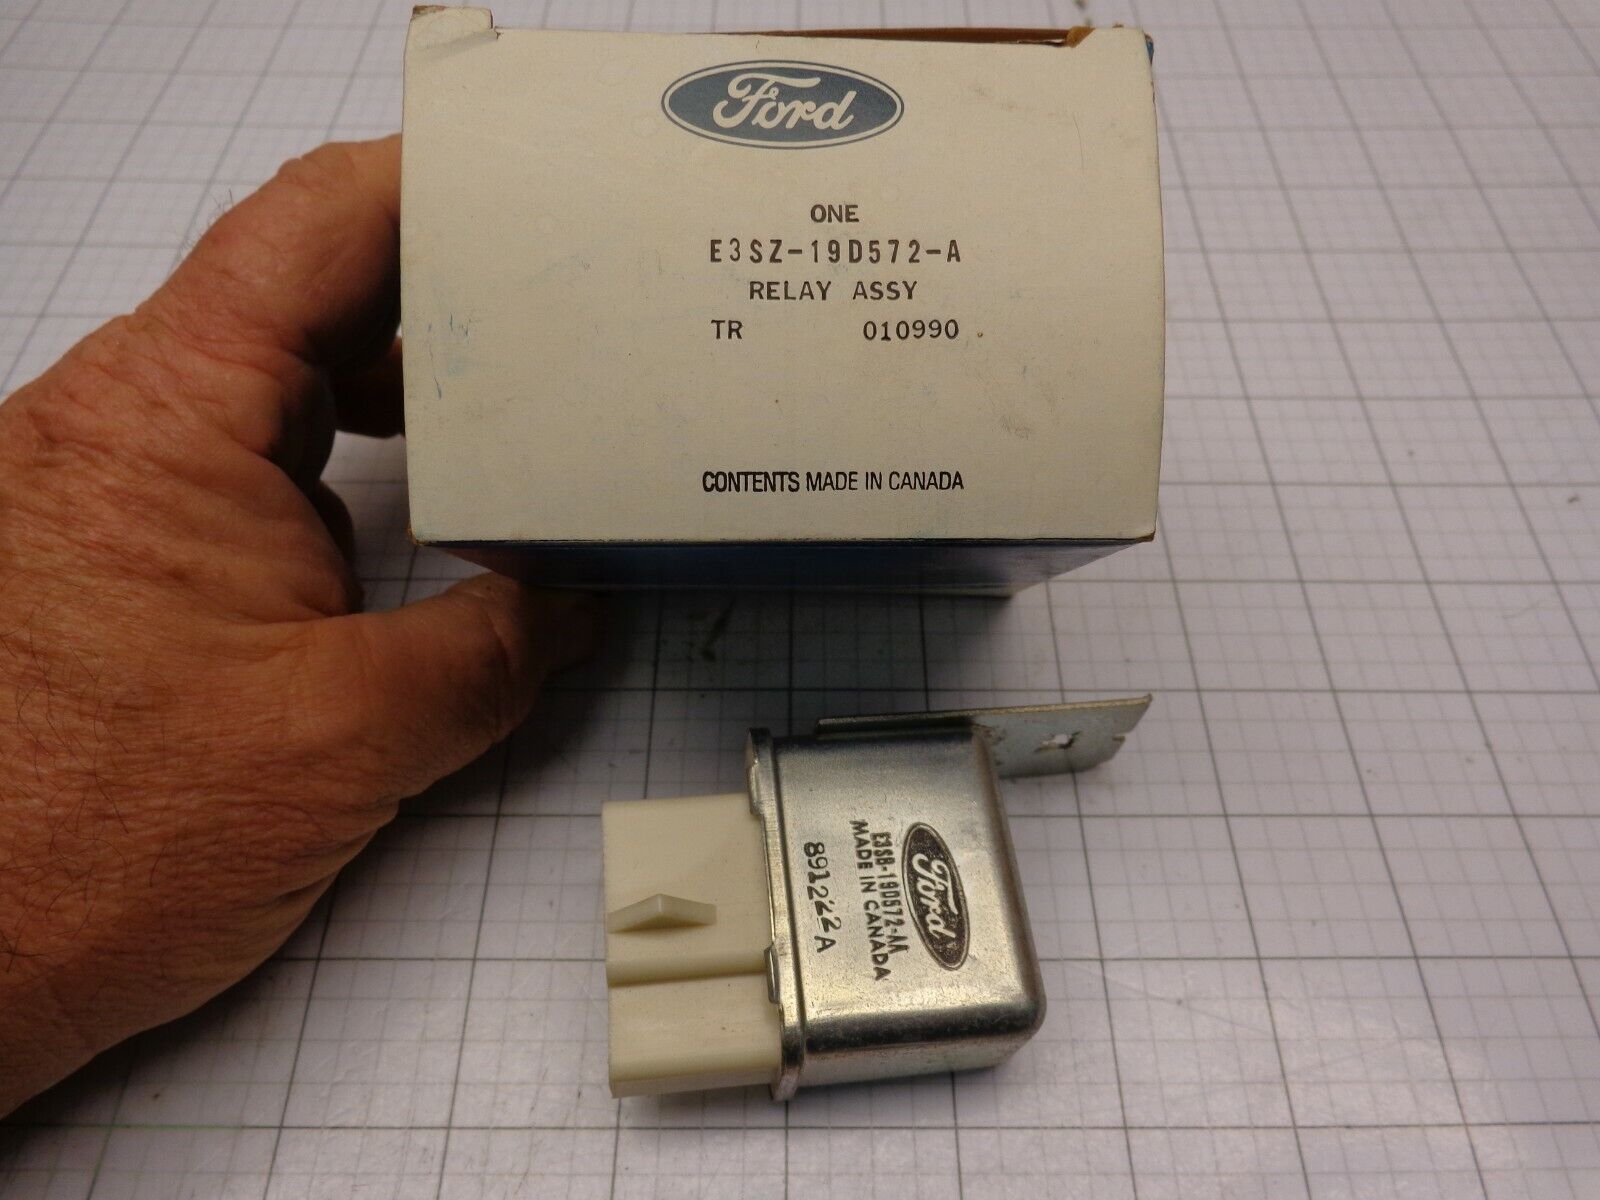 Ford
ONE
E3SZ-19D572-A
RELAY ASSY
TR 010990
CONTENTS MADE IN CANADA
Ford
E3SB-19D572-AA
MADE IN CANADA
891222A